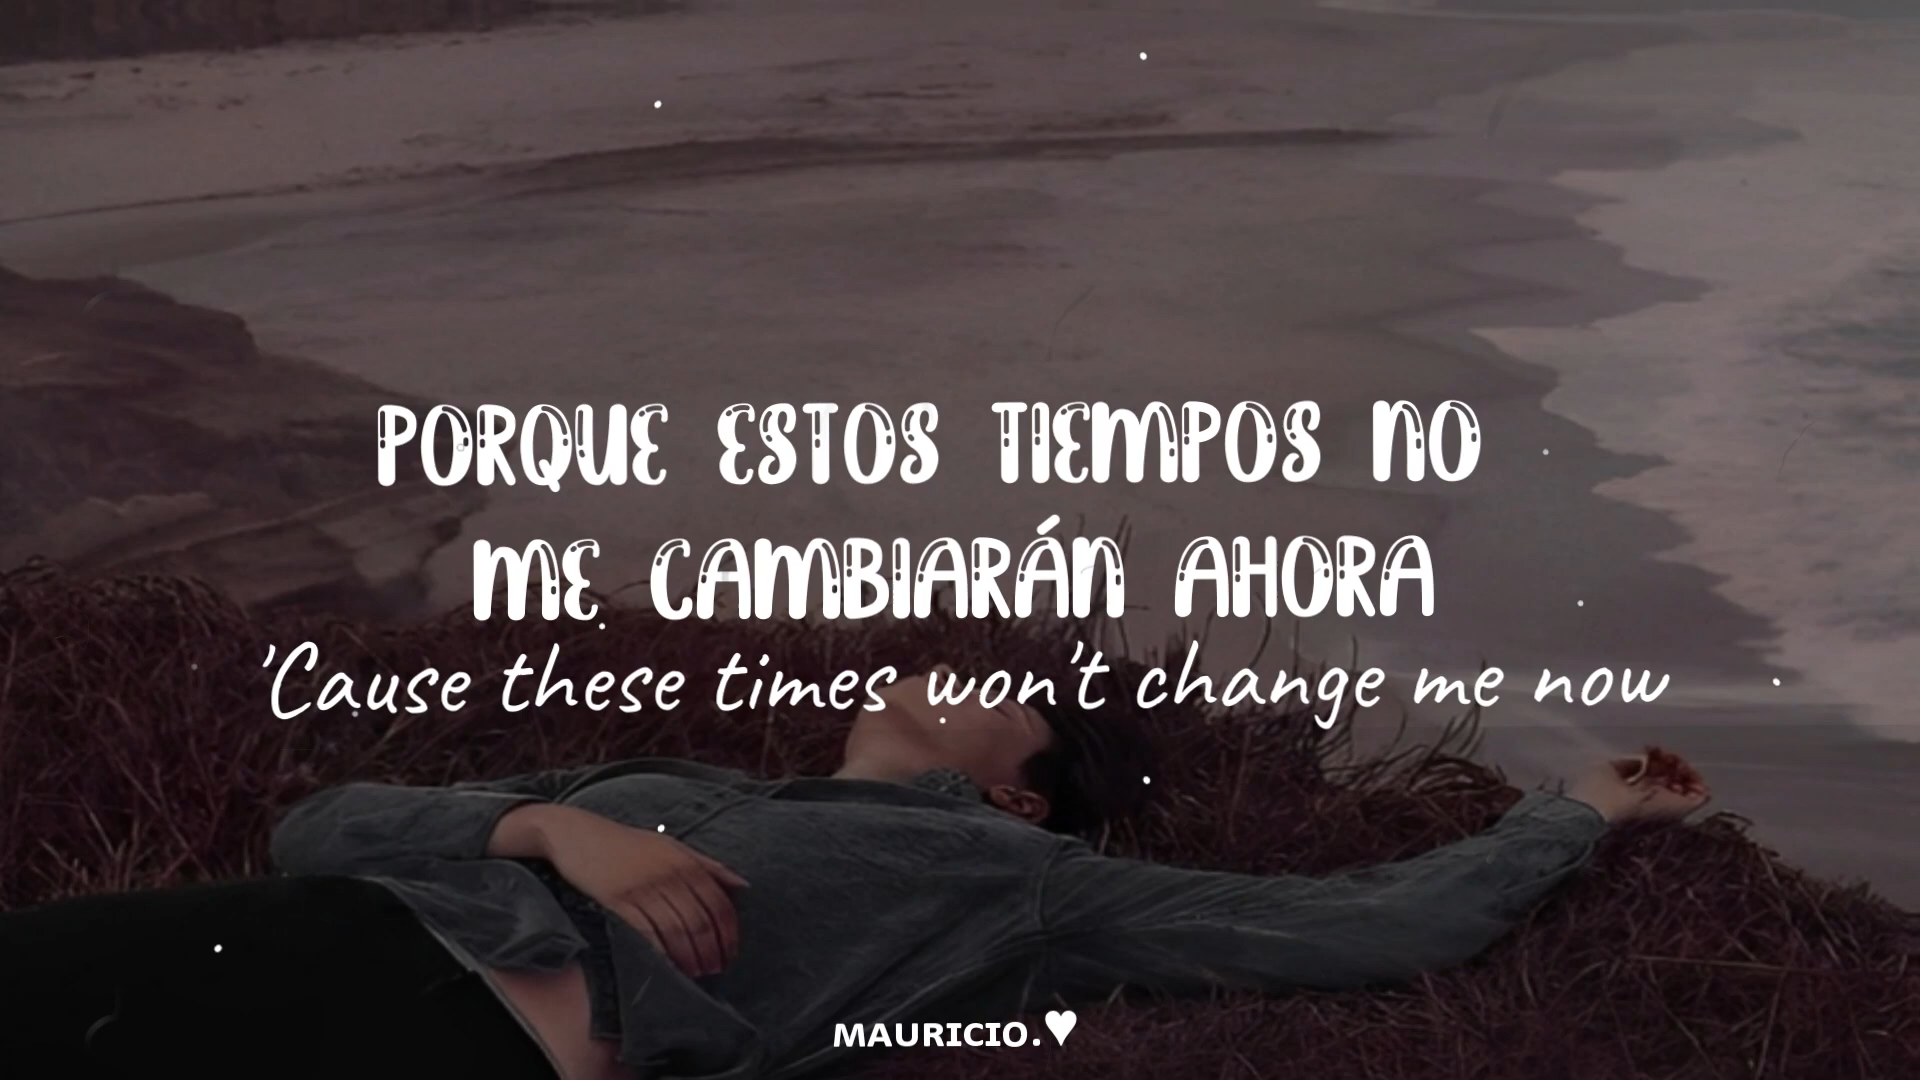 PORQUE ESTOS TIEMPOS NO
ME CAMBIARÁN AHORA
'Cause these times won't change me now
MAURICIO.♥